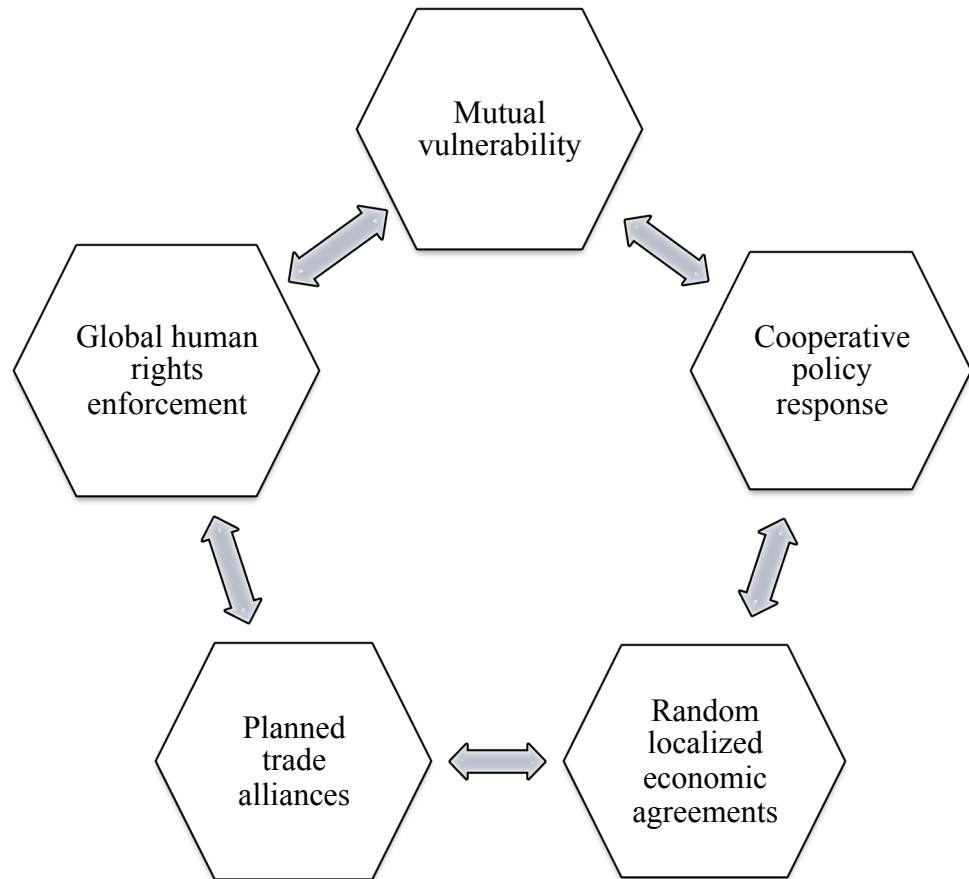 Mutual
vulnerability
Global human
rights
enforcement
Cooperative
policy
response
Planned
trade
alliances
Random
localized
economic
agreements